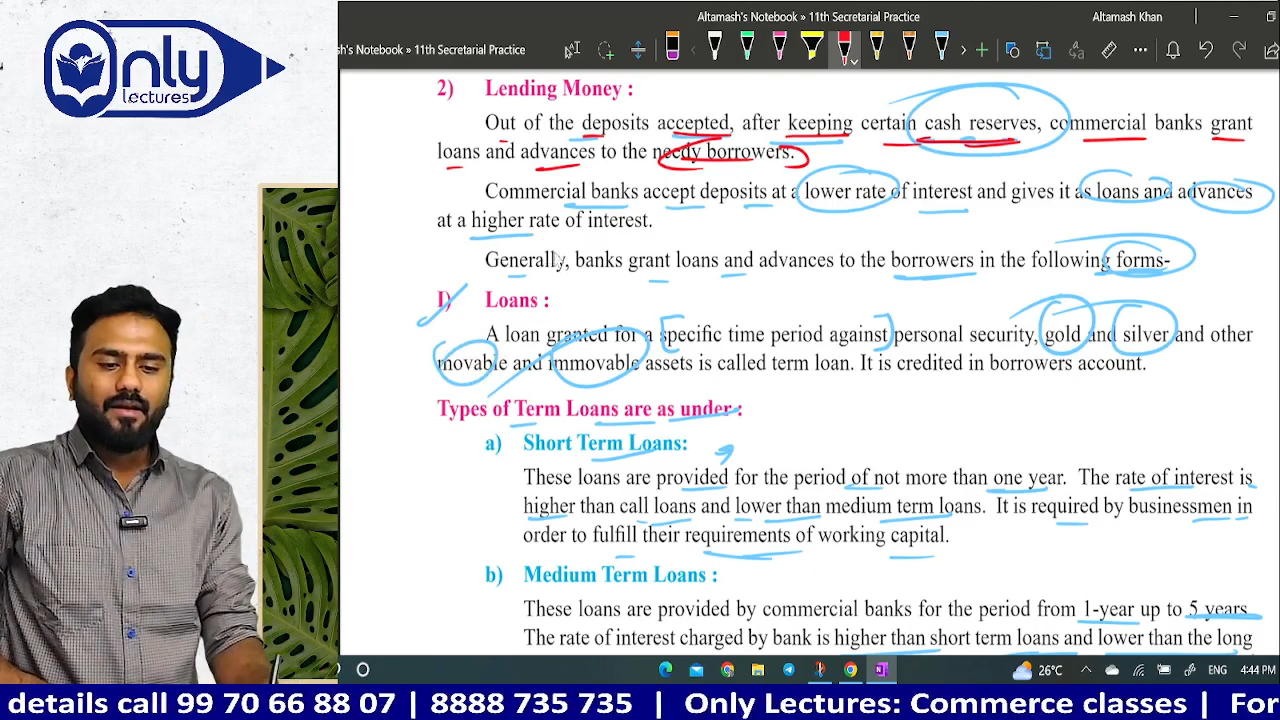 Altamash's Notebook » 11th Secretarial Practice
Altamash Khan
's Notebook » 11th Secretarial Practice
Only
lectures
2) Lending Money :
Out of the deposits accepted, after keeping certain cash reserves, commercial banks grant
loans and advances to the needy borrowers.
Commercial banks accept deposits at a lower rate of interest and gives it as loans and advances
at a higher rate of interest.
Generally, banks grant loans and advances to the borrowers in the following forms-
I) Loans :
A loan granted for a specific time period against personal security, gold and silver and other
movable and immovable assets is called term loan. It is credited in borrowers account.
Types of Term Loans are as under :
a) Short Term Loans:
These loans are provided for the period of not more than one year. The rate of interest is
higher than call loans and lower than medium term loans. It is required by businessmen in
order to fulfill their requirements of working capital.
b) Medium Term Loans :
These loans are provided by commercial banks for the period from 1-year up to 5 years
The rate of interest charged by bank is higher than short term loans and lower than the long
26°C
ENG
4:44 PM
details call 99 70 66 88 07 | 8888 735 735 | Only Lectures: Commerce classes | For